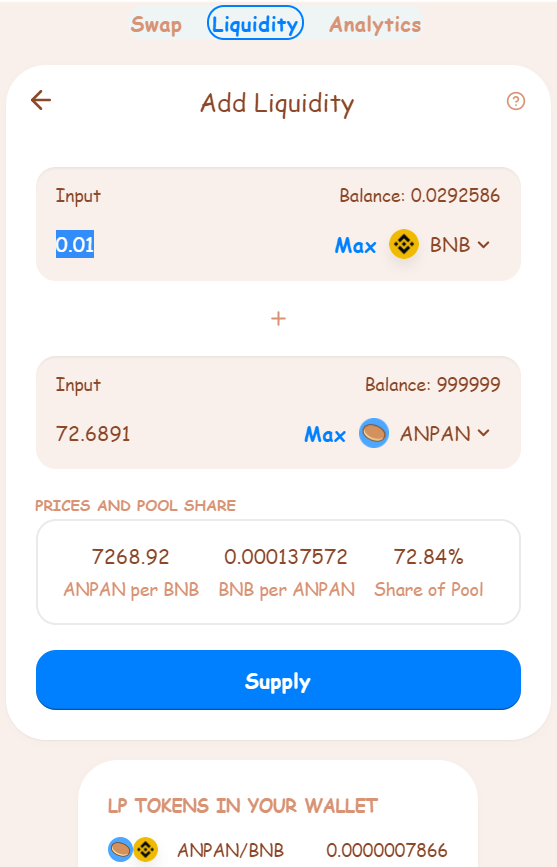 Swap Liquidity Analytics
Add Liquidity
Input Balance: 0.0292586
0.01 Max BNB
+
Input Balance: 999999
72.6891 Max ANPAN
PRICES AND POOL SHARE
7268.92 0.000137572 72.84%
ANPAN per BNB BNB per ANPAN Share of Pool
Supply
LP TOKENS IN YOUR WALLET
ANPAN/BNB 0.0000007866